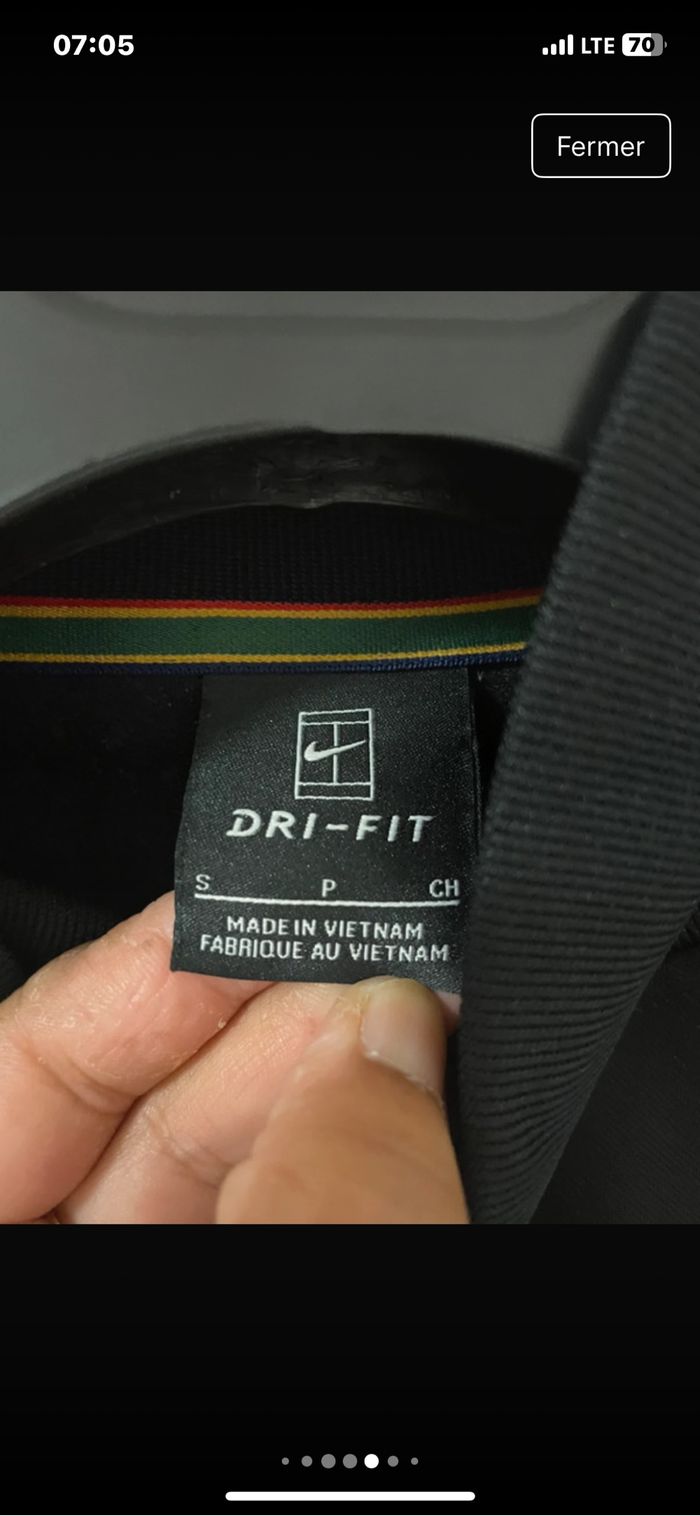 07:05 LTE 70
Fermer
DRI-FIT
S P CH
MADE IN VIETNAM
FABRIQUE AU VIETNAM